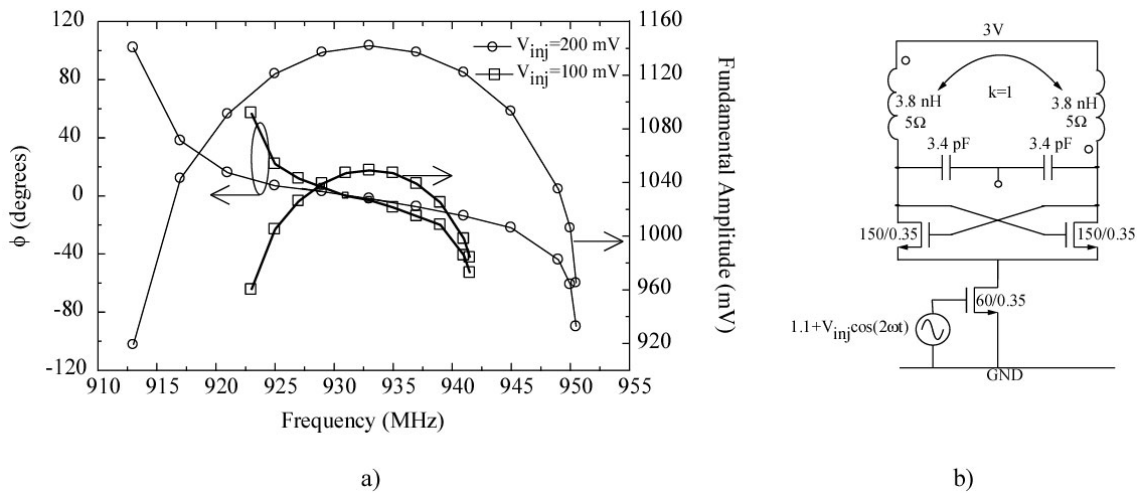 120
80
40
0
-40
-80
-120
ϕ (degrees)
910 915 920 925 930 935 940 945 950 955
Frequency (MHz)
1160
1120
1080
1040
1000
960
920
Fundamental Amplitude (mV)
V_inj=200 mV
V_inj=100 mV
a)
3V
3.8 nH
5Ω
k=1
3.8 nH
5Ω
3.4 pF
3.4 pF
150/0.35
150/0.35
60/0.35
1.1+V_inj cos(2ωt)
GND
b)